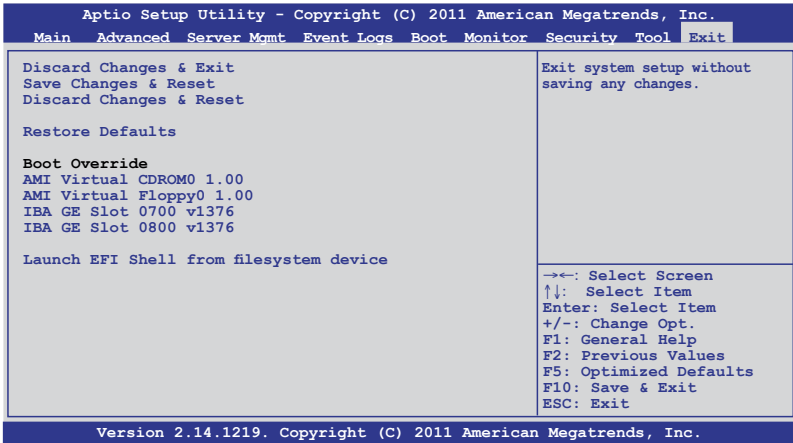 Aptio Setup Utility - Copyright (C) 2011 American Megatrends, Inc.
Main Advanced Server Mgmt Event Logs Boot Monitor Security Tool Exit
Discard Changes & Exit
Save Changes & Reset
Discard Changes & Reset
Restore Defaults
Boot Override
AMI Virtual CDROM0 1.00
AMI Virtual Floppy0 1.00
IBA GE Slot 0700 v1376
IBA GE Slot 0800 v1376
Launch EFI Shell from filesystem device
Exit system setup without
saving any changes.
→←: Select Screen
↑↓: Select Item
Enter: Select Item
+/-: Change Opt.
F1: General Help
F2: Previous Values
F5: Optimized Defaults
F10: Save & Exit
ESC: Exit
Version 2.14.1219. Copyright (C) 2011 American Megatrends, Inc.